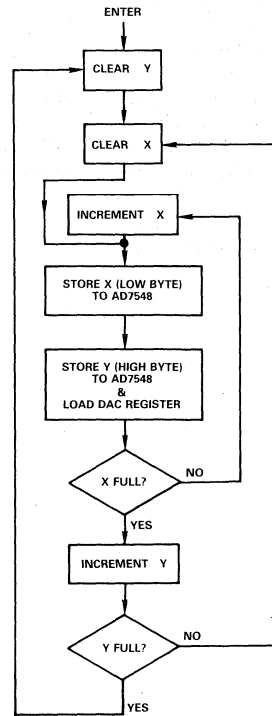 ENTER
CLEAR Y
CLEAR X
INCREMENT X
STORE X (LOW BYTE)
TO AD7548
STORE Y (HIGH BYTE)
TO AD7548
&
LOAD DAC REGISTER
X FULL?
NO
YES
INCREMENT Y
Y FULL?
NO
YES